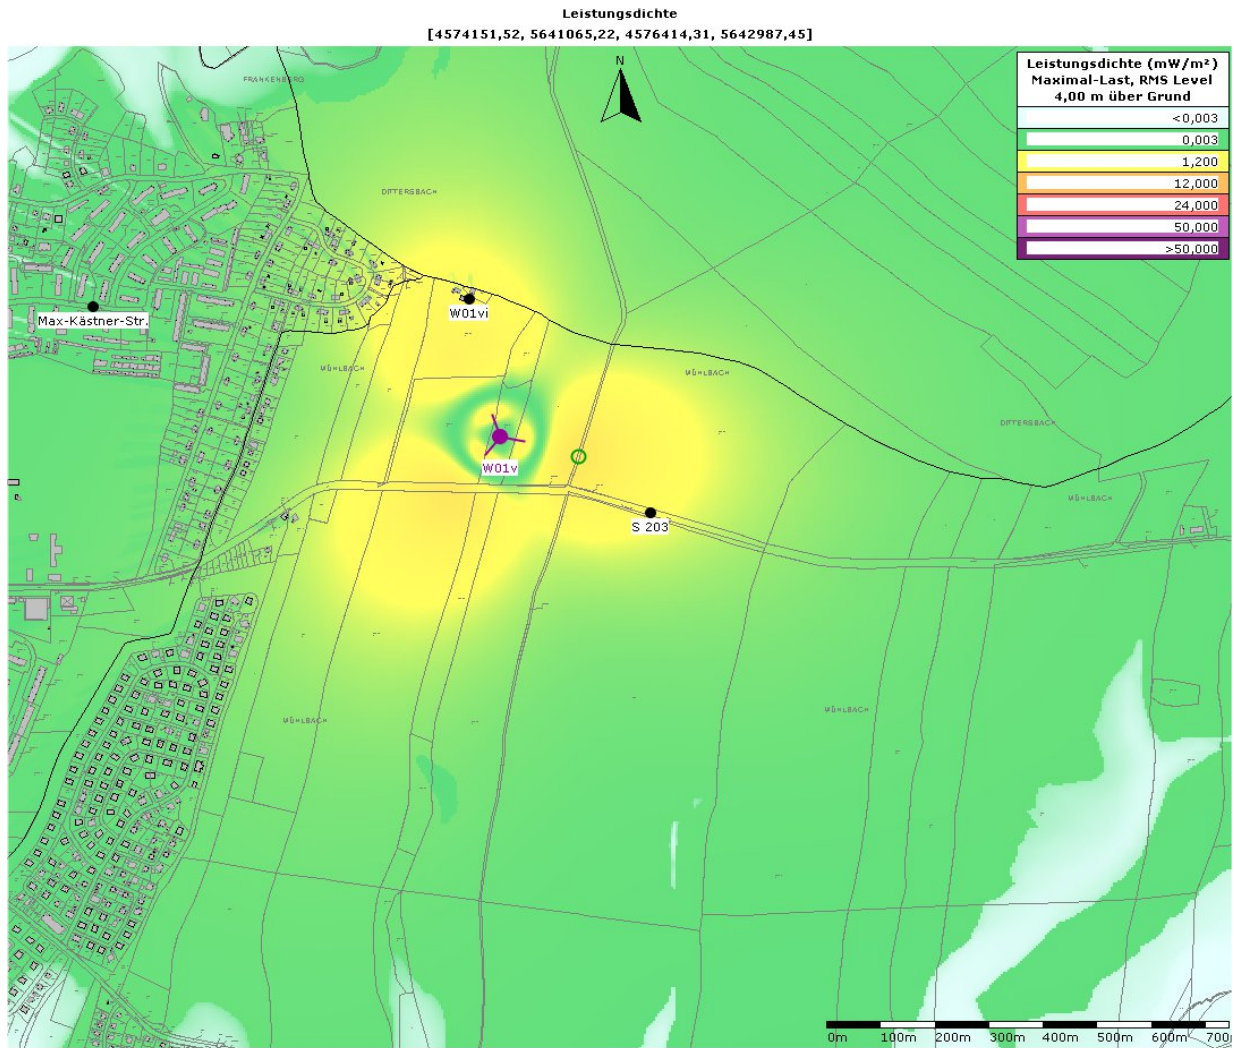 Leistungsdichte
[4574151,52, 5641065,22, 4576414,31, 5642987,45]
N
Leistungsdichte (mW/m²)
Maximal-Last, RMS Level
4,00 m über Grund
<0,003
0,003
1,200
12,000
24,000
50,000
>50,000
FRANKENBERG
DITTERSBACH
Max-Kästner-Str.
W01vi
MÜHLBACH
MÜHLBACH
DITTERSBACH
W01v
MÜHLBACH
S 203
MÜHLBACH
MÜHLBACH
0m 100m 200m 300m 400m 500m 600m 700